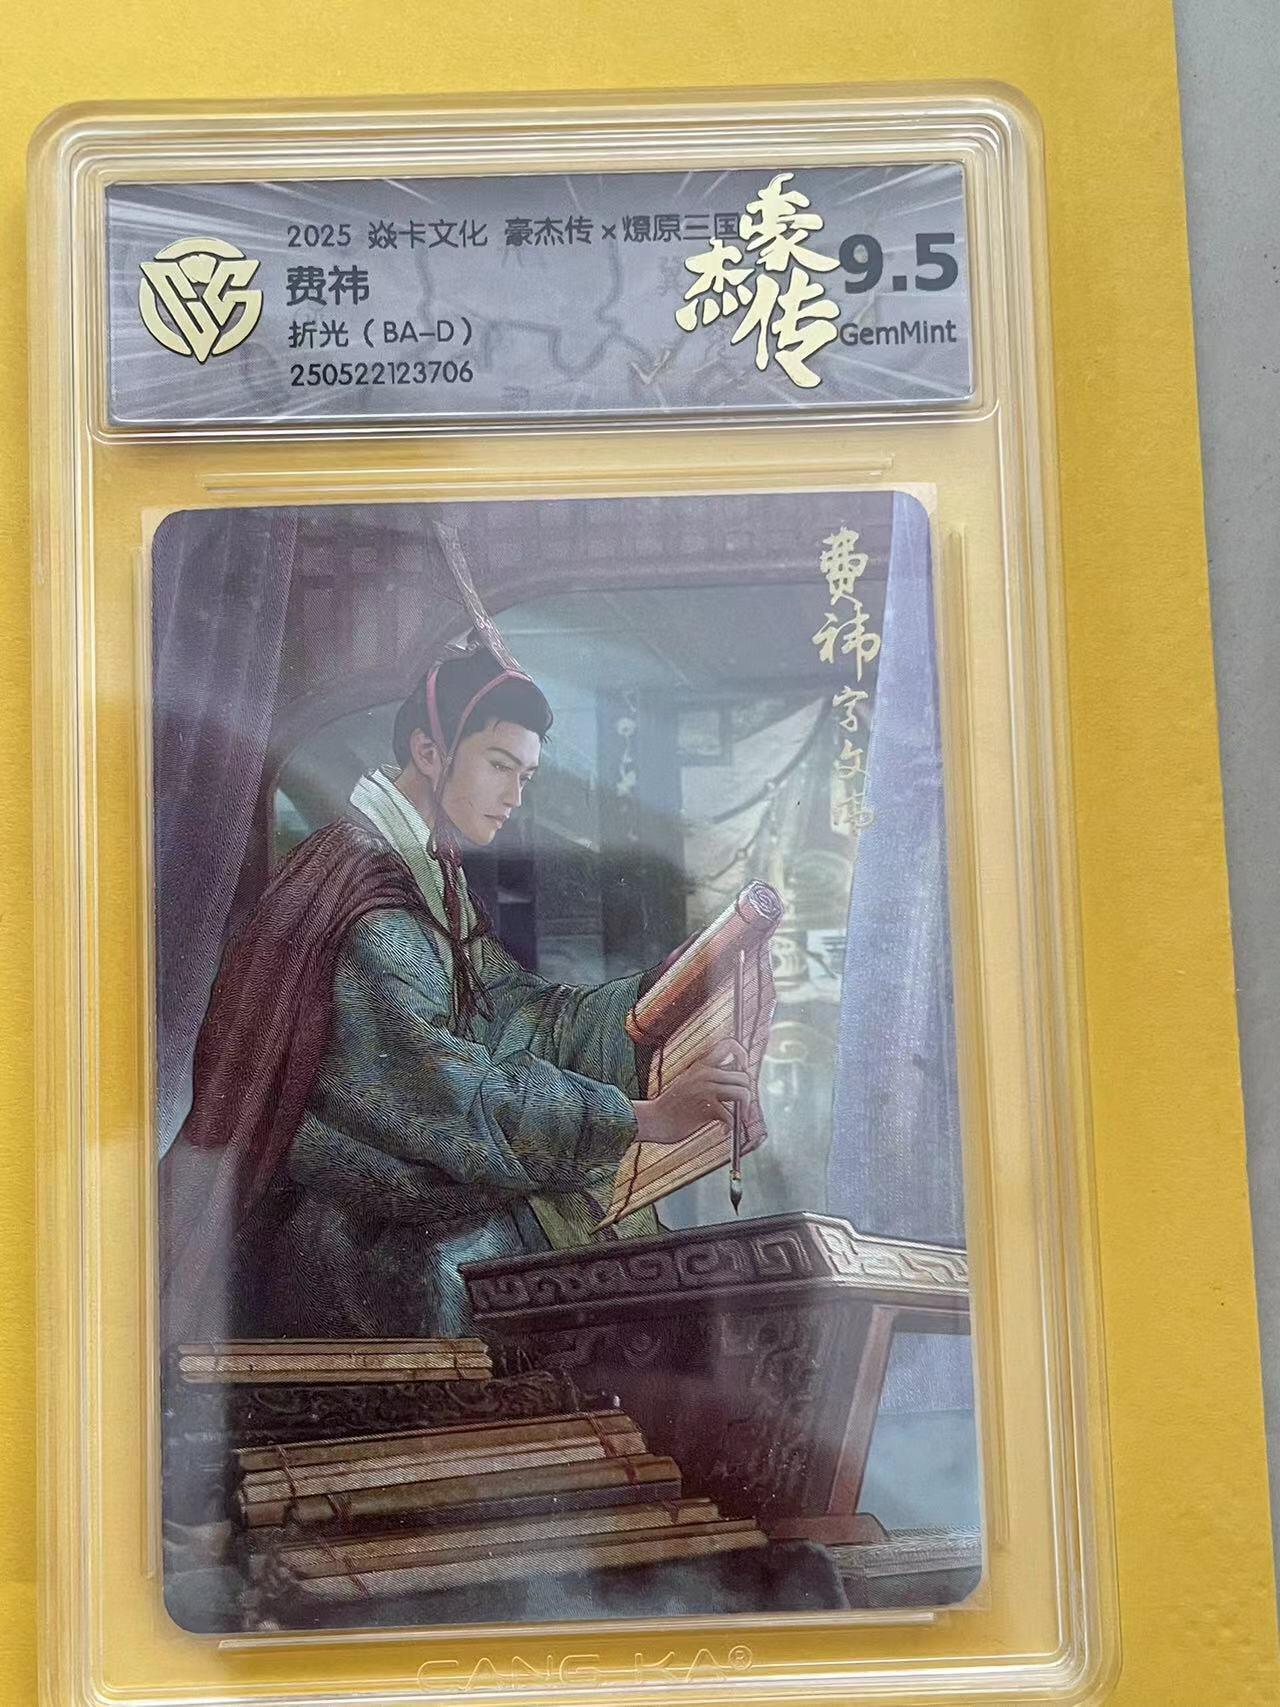 2025 焱卡文化 豪杰传×燎原三国
费祎
折光（BA-D）
250522123706
豪杰传
9.5
GemMint
费祎字文伟
CANG KA®